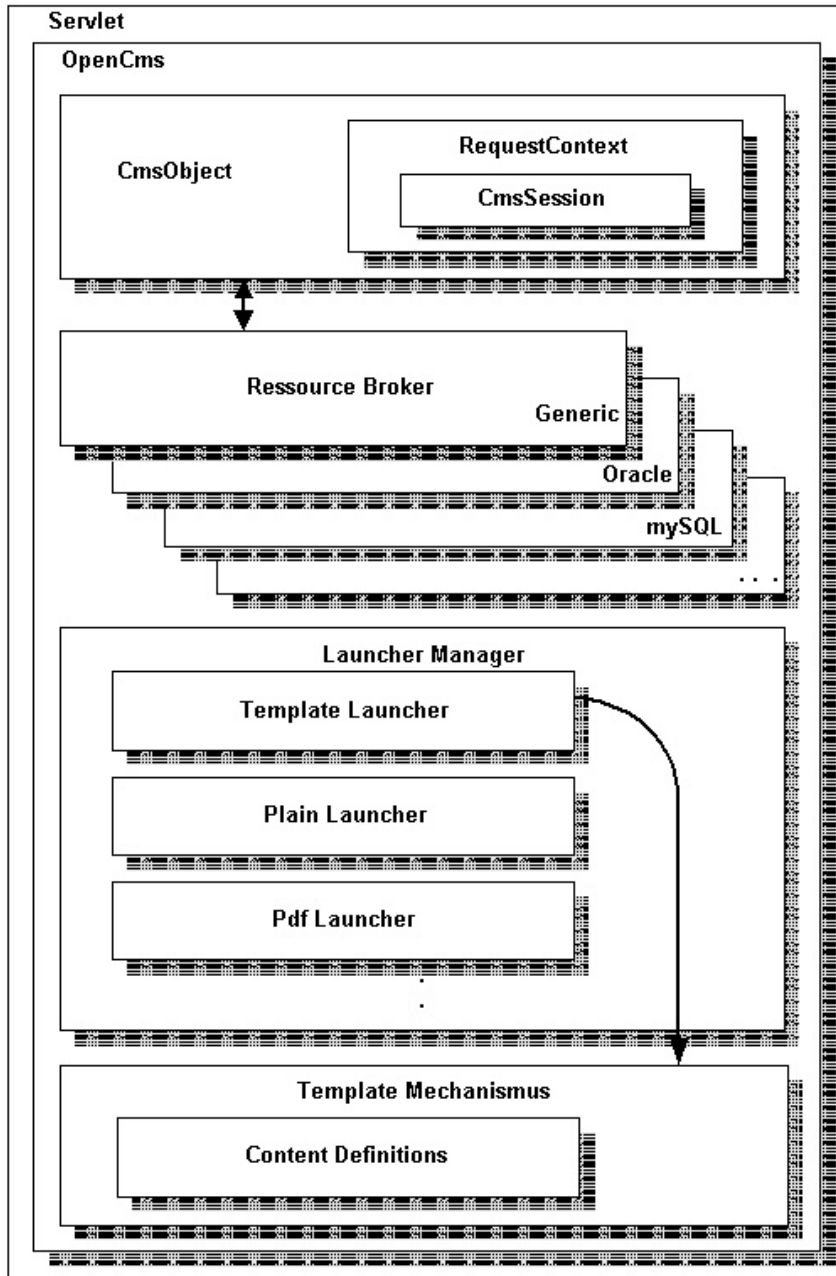 Servlet
OpenCms
RequestContext
CmsObject
CmsSession
Ressource Broker
Generic
Oracle
mySQL
. . .
Launcher Manager
Template Launcher
Plain Launcher
Pdf Launcher
.
.
Template Mechanismus
Content Definitions